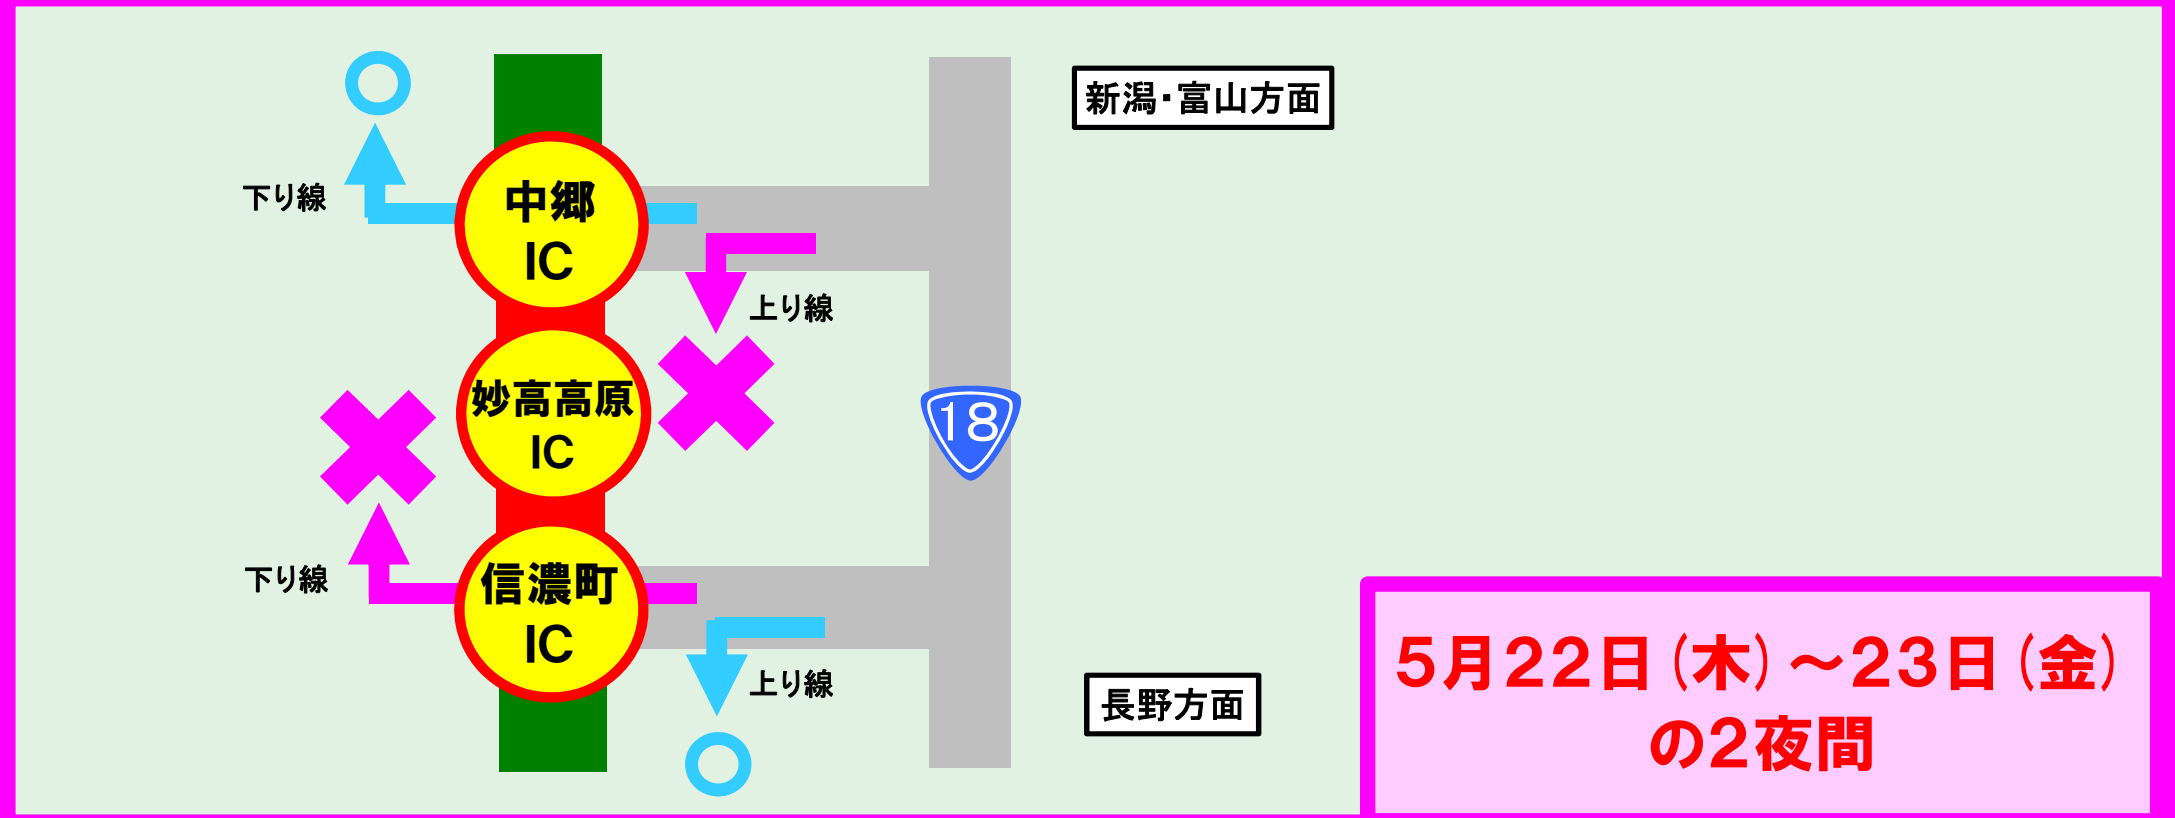 新潟・富山方面
下り線
中郷
IC
上り線
妙高高原
IC
18
下り線
信濃町
IC
上り線
長野方面
5月22日(木)～23日(金)
の2夜間